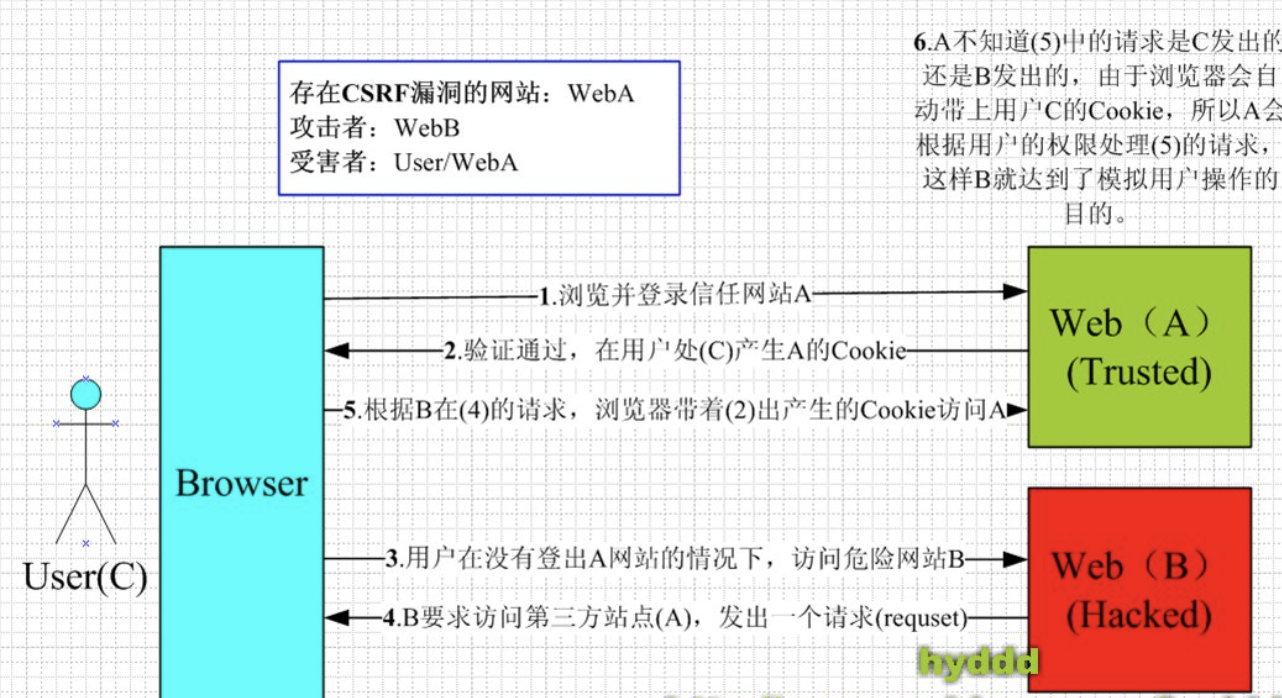 6.A不知道(5)中的请求是C发出的
还是B发出的，由于浏览器会自
动带上用户C的Cookie，所以A会
根据用户的权限处理(5)的请求，
这样B就达到了模拟用户操作的
目的。
存在CSRF漏洞的网站：WebA
攻击者：WebB
受害者：User/WebA
1.浏览并登录信任网站A
2.验证通过，在用户处(C)产生A的Cookie
5.根据B在(4)的请求，浏览器带着(2)出产生的Cookie访问A
Web（A）
(Trusted)
Browser
User(C)
3.用户在没有登出A网站的情况下，访问危险网站B
4.B要求访问第三方站点(A)，发出一个请求(requset)
Web（B）
(Hacked)
hyddd